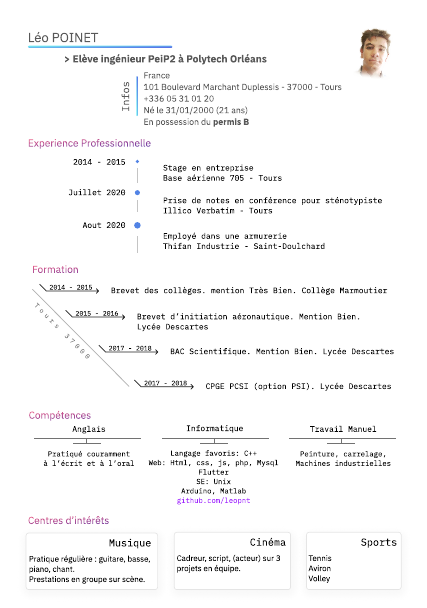 Léo POINET
> Elève ingénieur PeiP2 à Polytech Orléans
Infos
France
101 Boulevard Marchant Duplessis - 37000 - Tours
+336 05 31 01 20
Né le 31/01/2000 (21 ans)
En possession du permis B
Experience Professionnelle
2014 - 2015
Stage en entreprise
Base aérienne 705 - Tours
Juillet 2020
Prise de notes en conférence pour sténotypiste
Illico Verbatim - Tours
Aout 2020
Employé dans une armurerie
Thifan Industrie - Saint-Doulchard
Formation
Tours 37000
2014 - 2015
Brevet des collèges. mention Très Bien. Collège Marmoutier
2015 - 2016
Brevet d'initiation aéronautique. Mention Bien.
Lycée Descartes
2017 - 2018
BAC Scientifique. Mention Bien. Lycée Descartes
2017 - 2018
CPGE PCSI (option PSI). Lycée Descartes
Compétences
Anglais
Pratiqué couramment
à l'écrit et à l'oral
Informatique
Langage favoris: C++
Web: Html, css, js, php, Mysql
Flutter
SE: Unix
Arduino, Matlab
github.com/leopnt
Travail Manuel
Peinture, carrelage,
Machines industrielles
Centres d'intérêts
Musique
Pratique régulière : guitare, basse,
piano, chant.
Prestations en groupe sur scène.
Cinéma
Cadreur, script, (acteur) sur 3
projets en équipe.
Sports
Tennis
Aviron
Volley